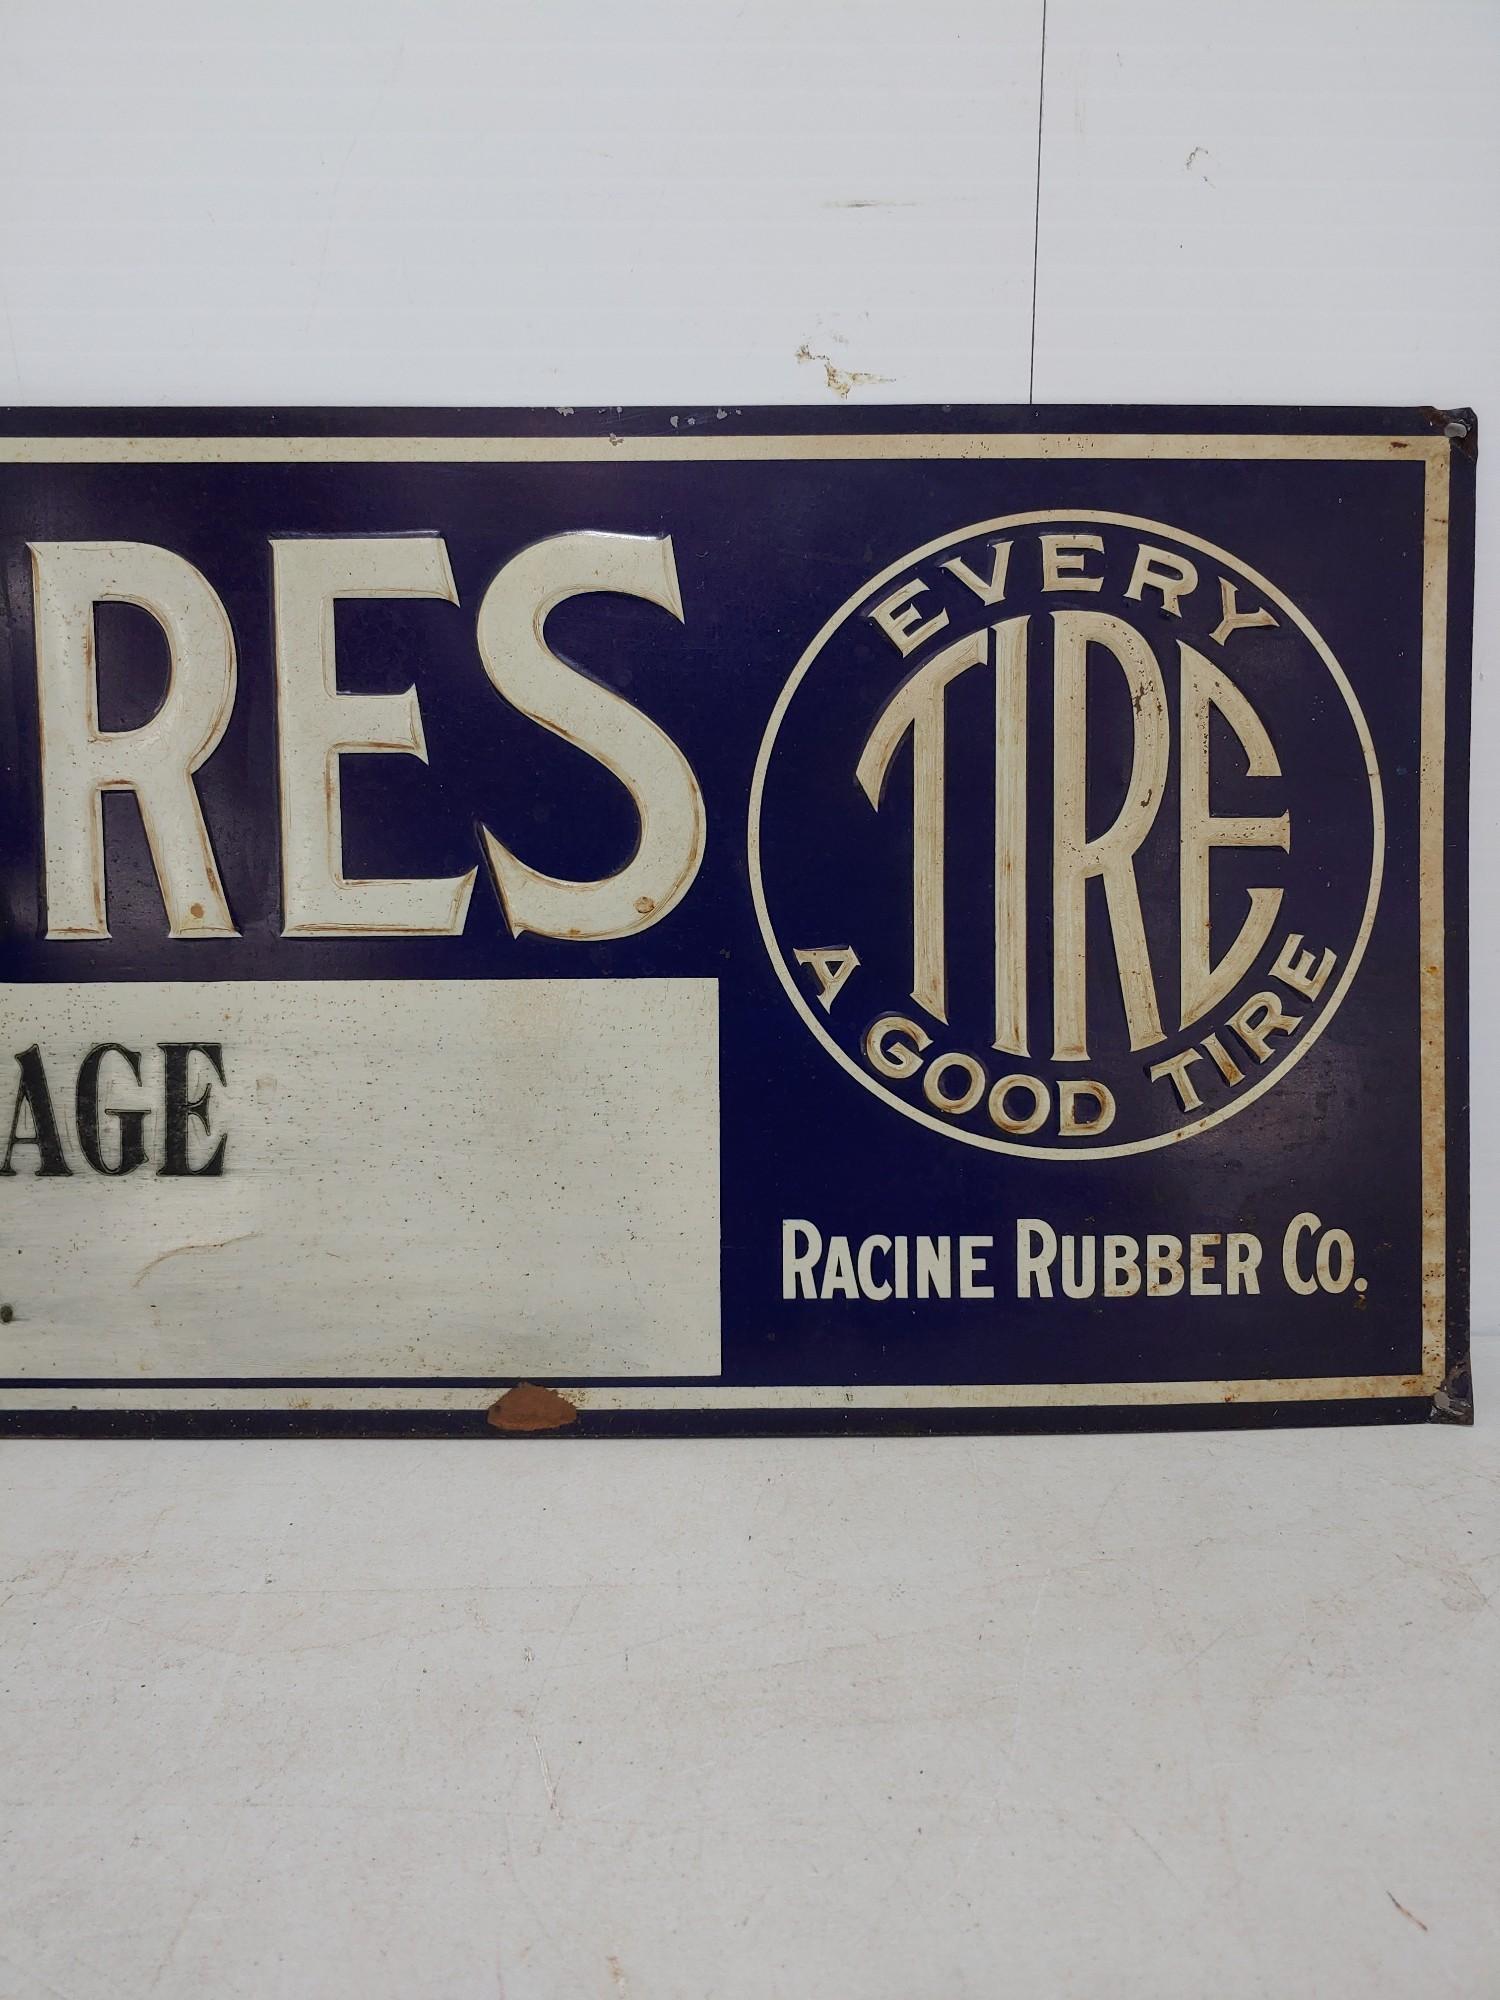 RES
AGE
EVERY
TIRE
A GOOD TIRE
RACINE RUBBER CO.